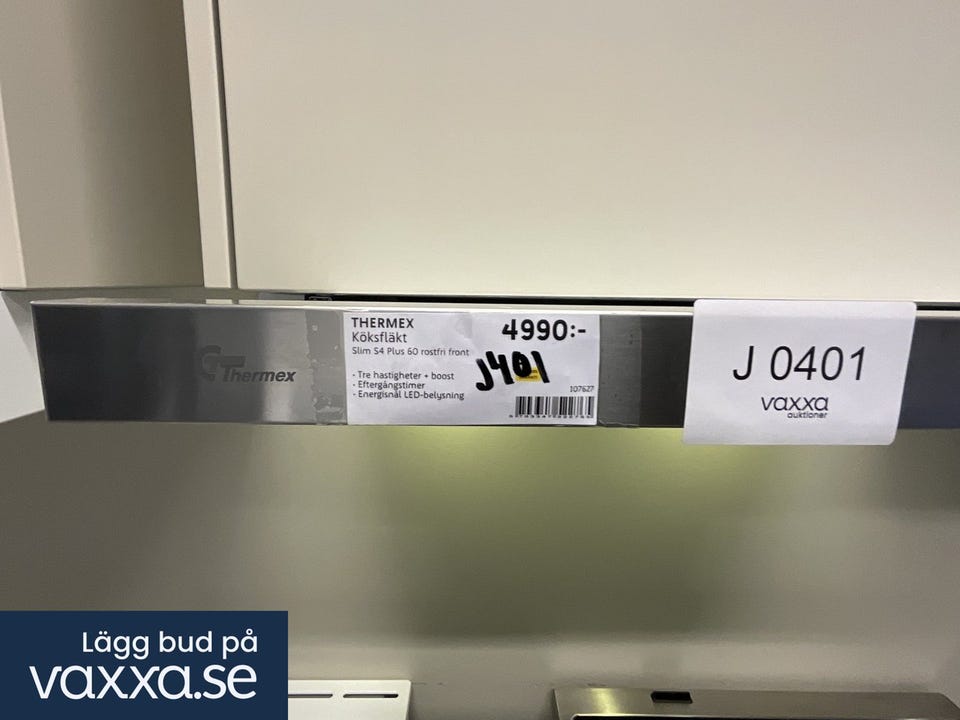 THERMEX
Köksfläkt
Slim S4 Plus 60 rostfri front
4990:-
- Tre hastigheter + boost
- Eftergångstimer
- Energisnål LED-belysning
J401
107627
Thermex
J 0401
vaxxa
auktioner
Lägg bud på
vaxxa.se